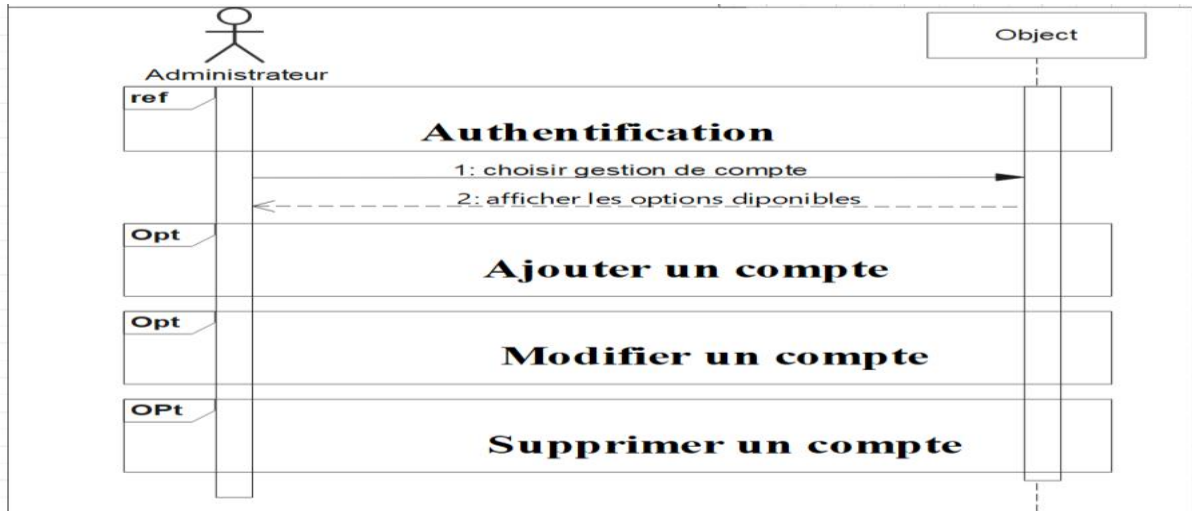 Object
Administrateur
ref
Authentification
1: choisir gestion de compte
2: afficher les options diponibles
Opt
Ajouter un compte
Opt
Modifier un compte
OPt
Supprimer un compte